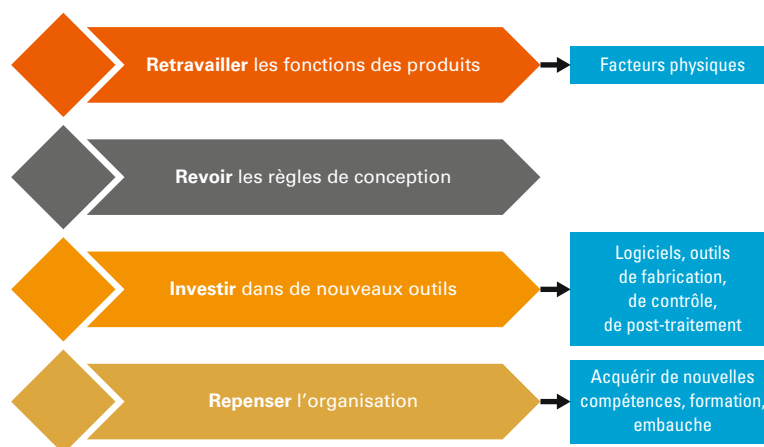 Retravailler les fonctions des produits
Facteurs physiques
Revoir les règles de conception
Investir dans de nouveaux outils
Logiciels, outils
de fabrication,
de contrôle,
de post-traitement
Repenser l'organisation
Acquérir de nouvelles
compétences, formation,
embauche